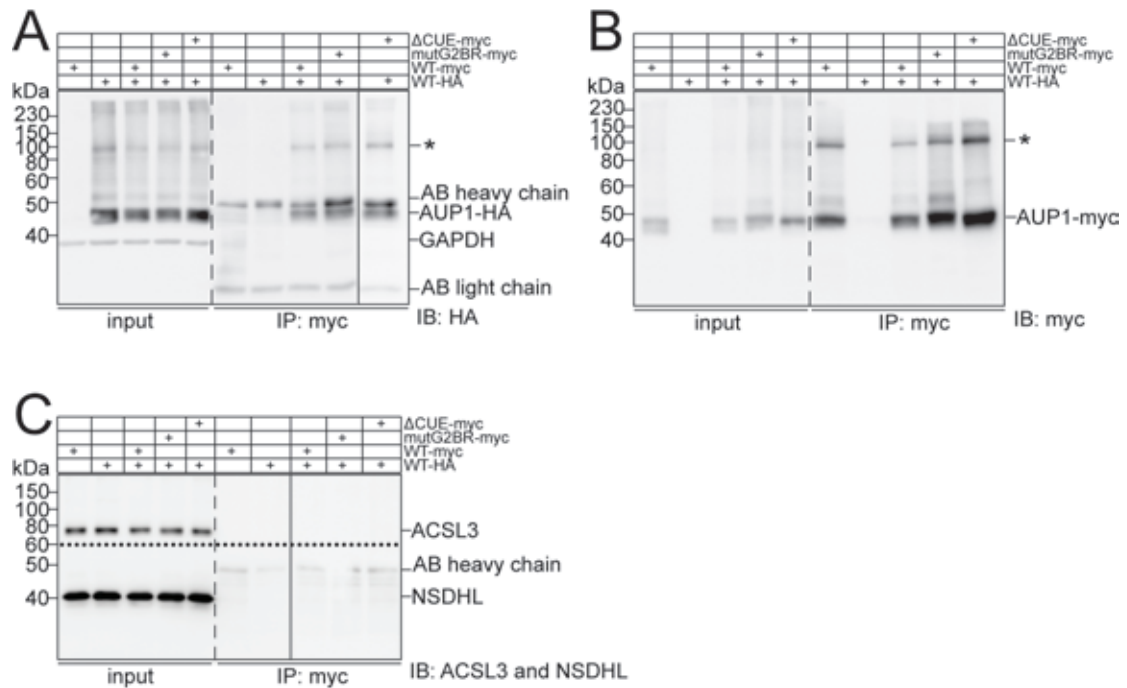 A
ΔCUE-myc
mutG2BR-myc
WT-myc
WT-HA
+
+
+ + + +
+ + + + + + + +
kDa
230
150
100
80
60
50
40
*
AB heavy chain
AUP1-HA
GAPDH
AB light chain
input
IP: myc
IB: HA
B
ΔCUE-myc
mutG2BR-myc
WT-myc
WT-HA
+ +
+ +
+ + + +
+ + + + + + + +
kDa
230
150
100
80
60
50
40
*
AUP1-myc
input
IP: myc
IB: myc
C
ΔCUE-myc
mutG2BR-myc
WT-myc
WT-HA
+ +
+ +
+ + + +
+ + + + + + + +
kDa
150
100
80
60
50
40
ACSL3
AB heavy chain
NSDHL
input
IP: myc
IB: ACSL3 and NSDHL